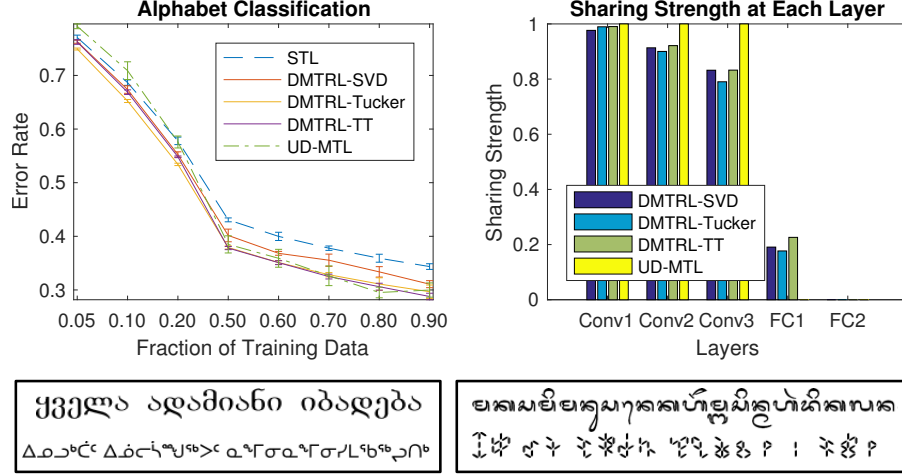 Alphabet Classification
Error Rate
0.7
0.6
0.5
0.4
0.3
STL
DMTRL-SVD
DMTRL-Tucker
DMTRL-TT
UD-MTL
0.05 0.10 0.20 0.50 0.60 0.70 0.80 0.90
Fraction of Training Data
Sharing Strength at Each Layer
Sharing Strength
1
0.8
0.6
0.4
0.2
0
DMTRL-SVD
DMTRL-Tucker
DMTRL-TT
UD-MTL
Conv1 Conv2 Conv3 FC1 FC2
Layers
ყველა ადამიანი იბადება